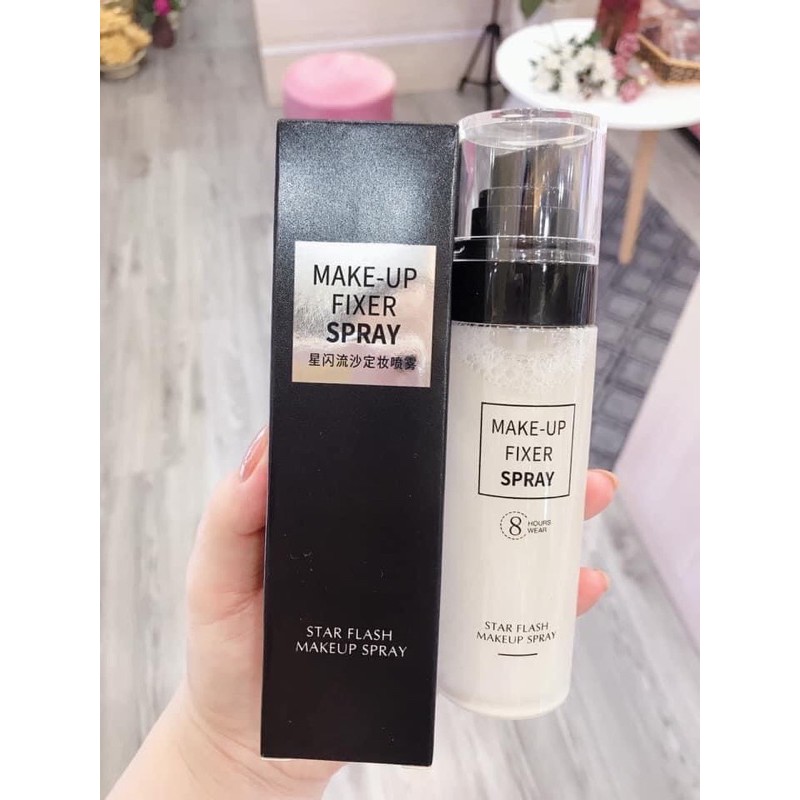 MAKE-UP
FIXER
SPRAY
星闪流沙定妆喷雾
STAR FLASH
MAKEUP SPRAY
MAKE-UP
FIXER
SPRAY
8 HOURS
WEAR
STAR FLASH
MAKEUP SPRAY